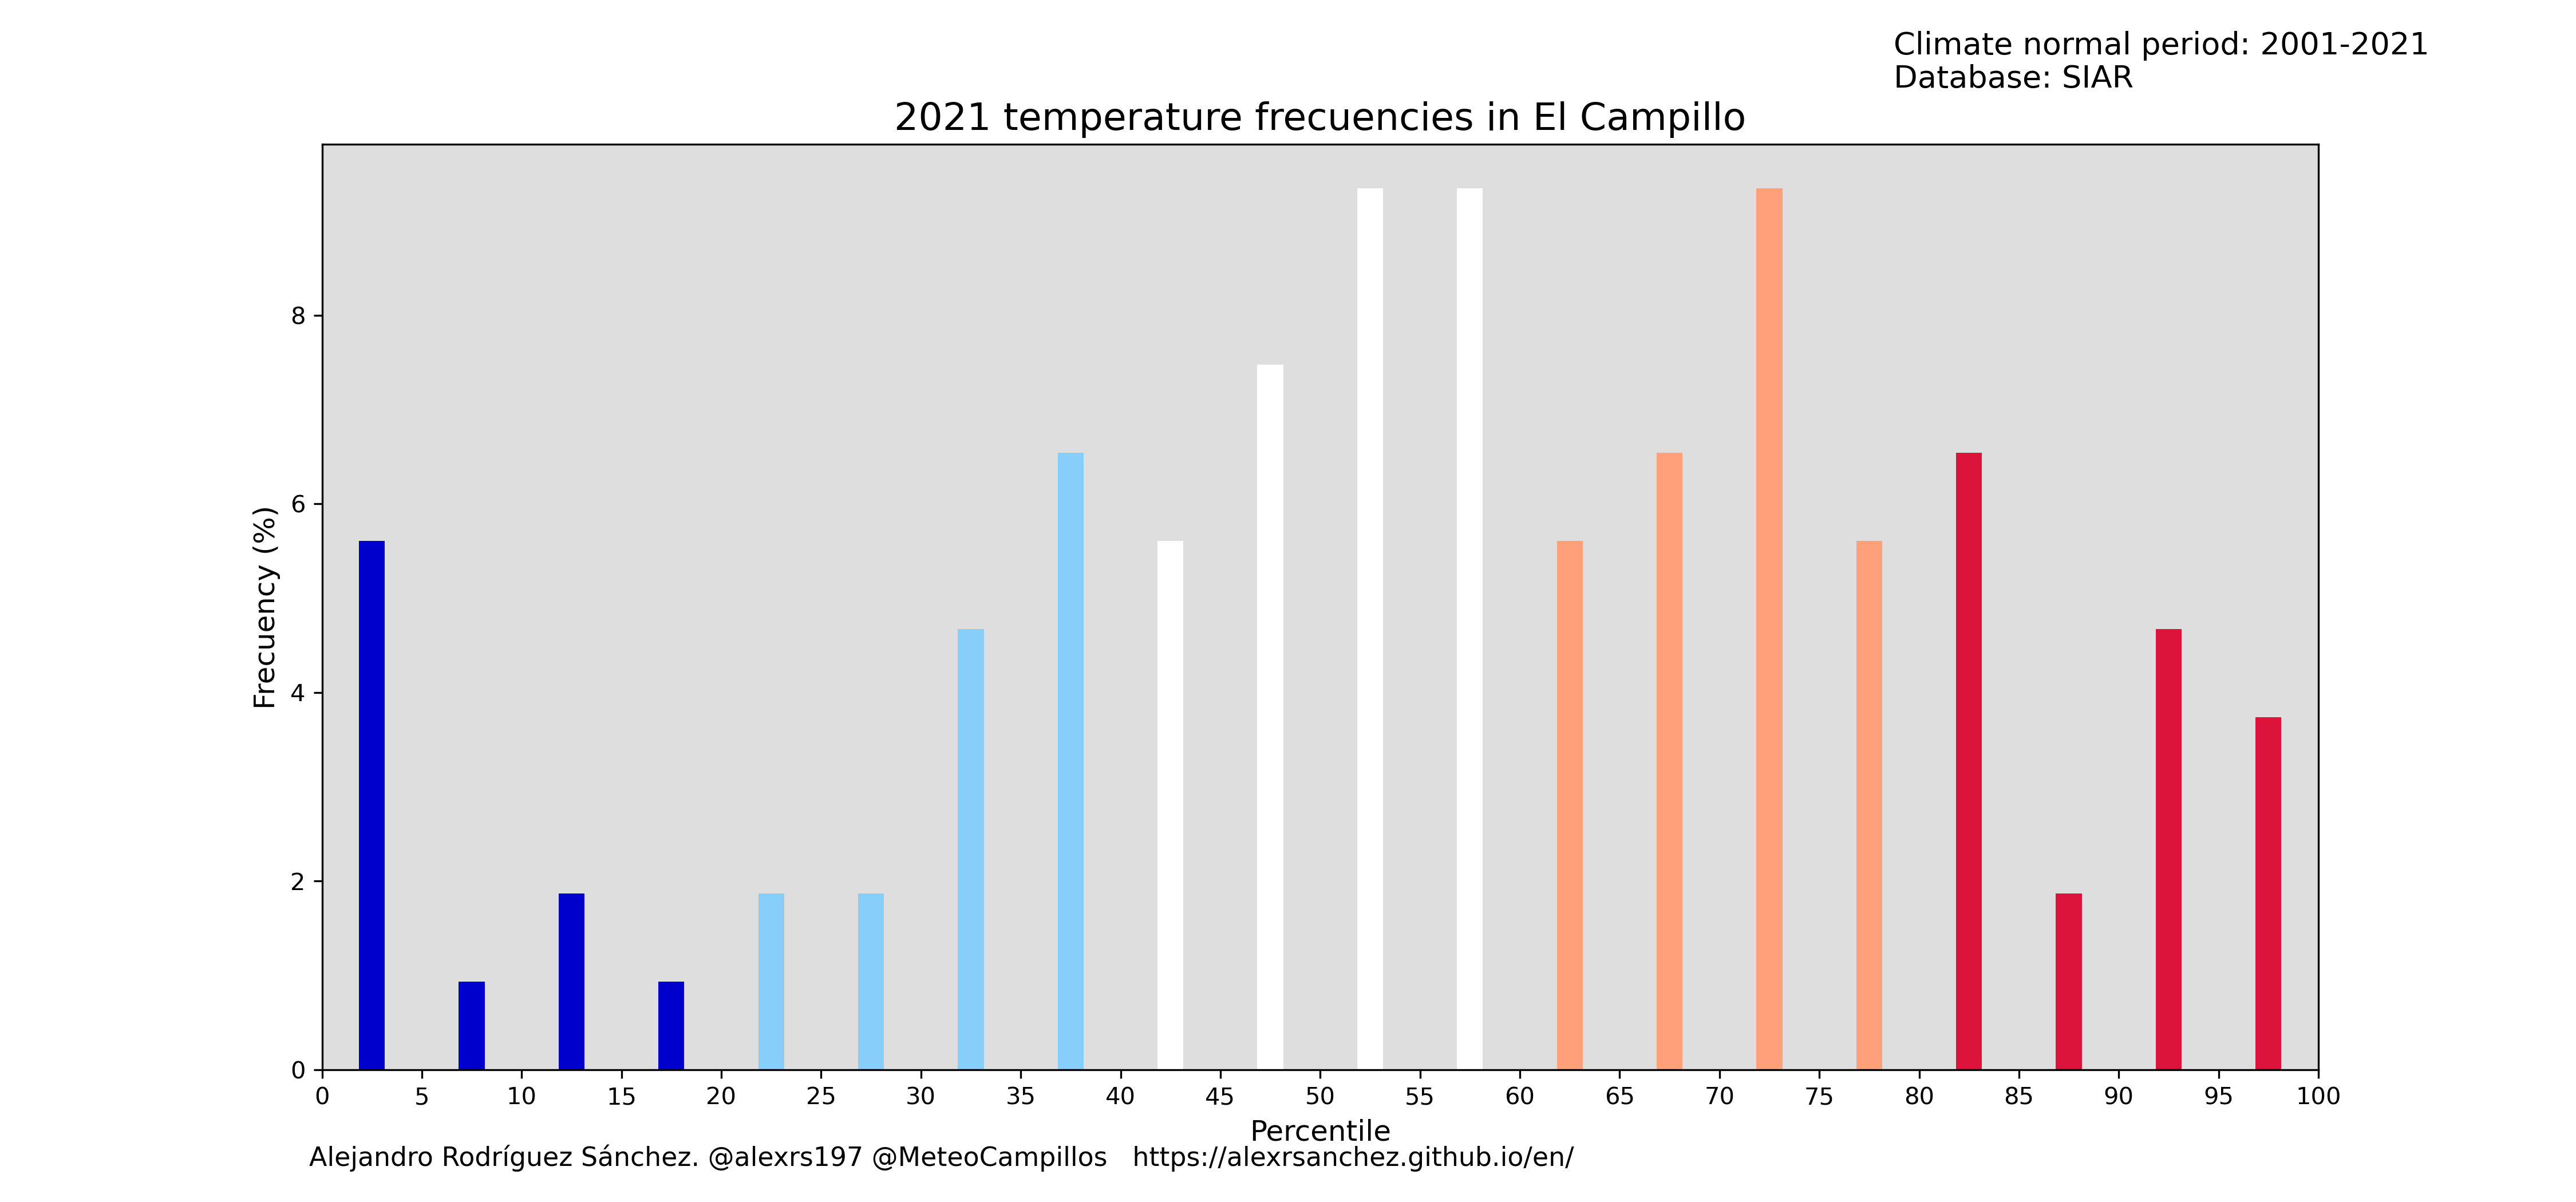 Climate normal period: 2001-2021
Database: SIAR
2021 temperature frecuencies in El Campillo
Frecuency (%)
8
6
4
2
0
0 5 10 15 20 25 30 35 40 45 50 55 60 65 70 75 80 85 90 95 100
Percentile
Alejandro Rodríguez Sánchez. @alexrs197 @MeteoCampillos https://alexrsanchez.github.io/en/